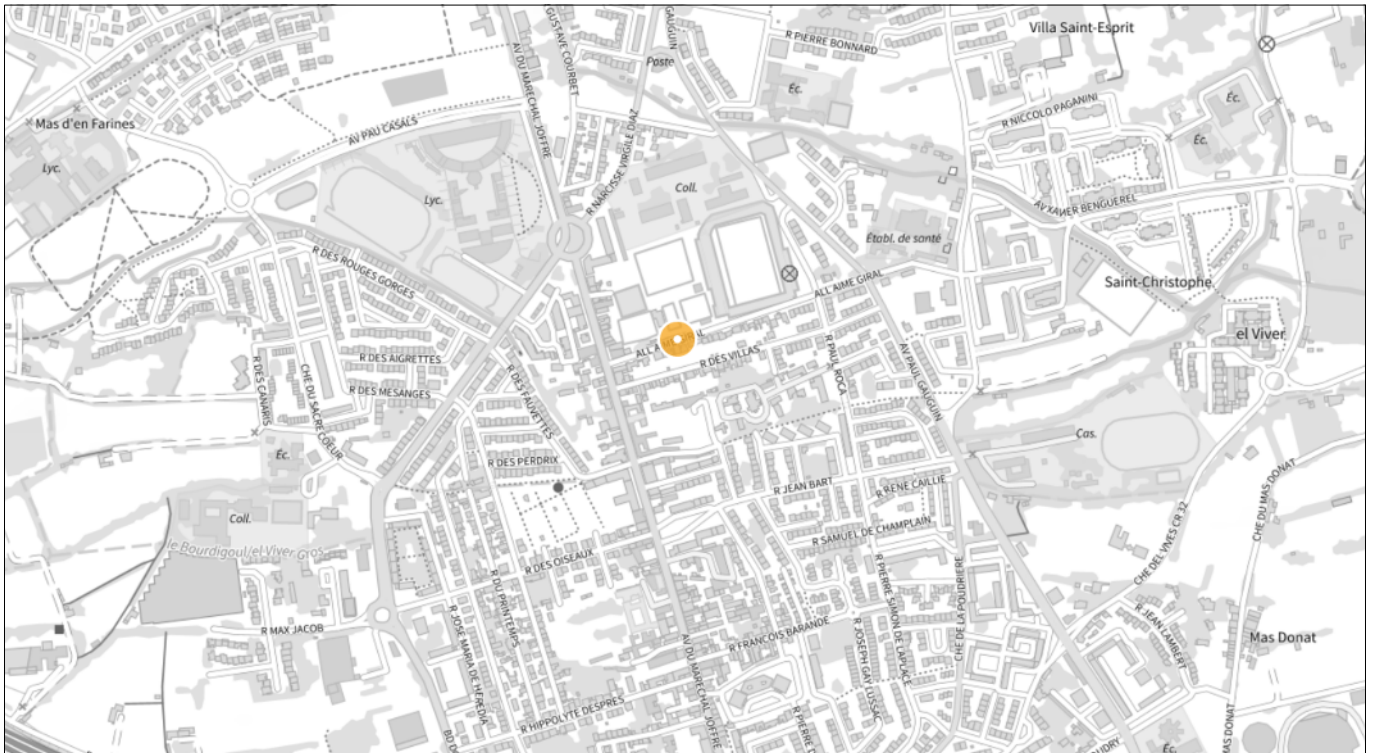 Villa Saint-Esprit
GUSTAVE COURBET
GAUGUIN
R PIERRE BONNARD
AV DU MARECHAL JOFFRE
Poste
Éc.
R NICCOLO PAGANINI
Éc.
Mas d'en Farines
AV PAU CASALS
R NARCISSE VIRGILE DIAZ
Éc.
Lyc.
Lyc.
Coll.
AV XAVIER BENGUEREL
Établ. de santé
R DES ROUGES GORGES
ALL AIME GIRAL
Saint-Christophe
el Viver
R DES VILLAS
R DES AIGRETTES
R PAUL ROCA
AV PAUL GAUGUIN
R DES CANARIS
CHE DU SACRE COEUR
R DES MESANGES
R DES FAUVETTES
Cas.
Éc.
R DES PERDRIX
R JEAN BART
R RENE CAILLIE
CHE DU MAS DONAT
Coll.
R SAMUEL DE CHAMPLAIN
CHE DEL VIVES CR 32
le Bourdigoul/el Viver Gros
R DES OISEAUX
R DU PRINTEMPS
R PIERRE SIMON DE LAPLACE
CHE DE LA POUDRIERE
R JEAN LAMBERT
R MAX JACOB
R JOSE MARIA DE HEREDIA
R FRANCOIS BARANDE
R JOSEPH GAY LUSSAC
Mas Donat
AV DU MARECHAL JOFFRE
R HIPPOLYTE DESPRES
Éc.
MAS DONAT